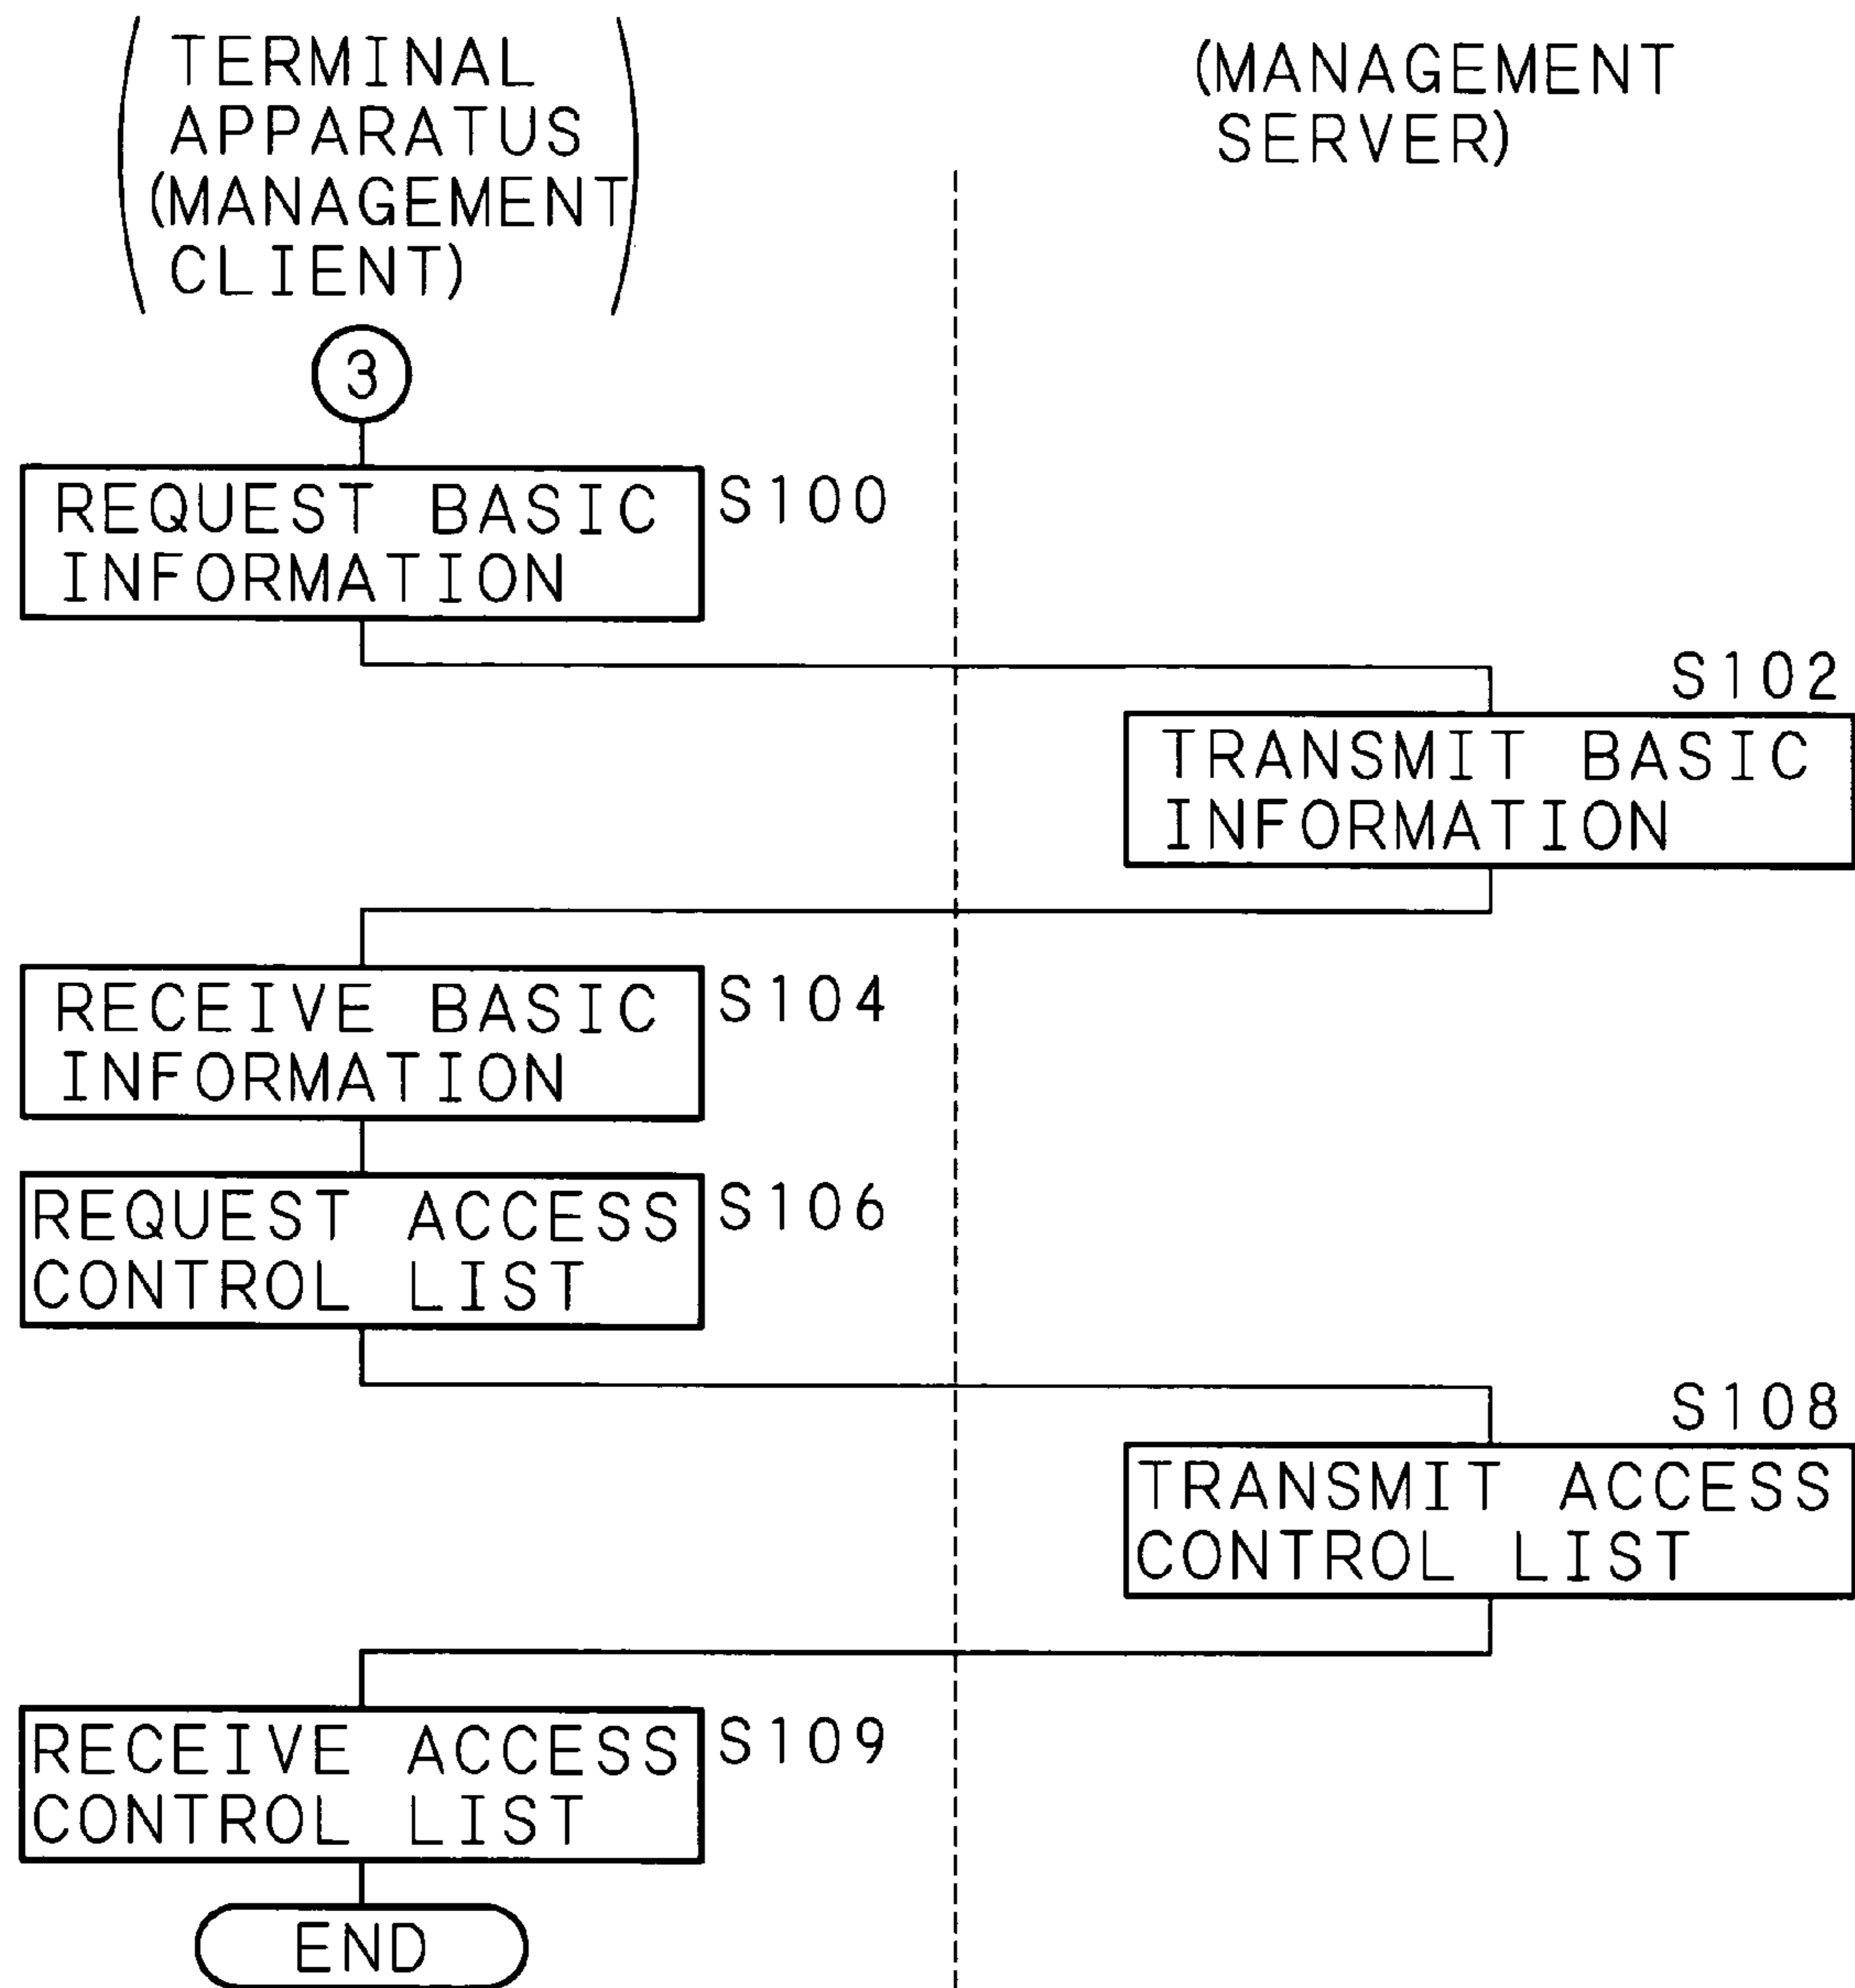 TERMINAL
APPARATUS
(MANAGEMENT
CLIENT)
(MANAGEMENT
SERVER)
3
REQUEST BASIC
INFORMATION
S100
S102
TRANSMIT BASIC
INFORMATION
RECEIVE BASIC
INFORMATION
S104
REQUEST ACCESS
CONTROL LIST
S106
S108
TRANSMIT ACCESS
CONTROL LIST
RECEIVE ACCESS
CONTROL LIST
S109
END